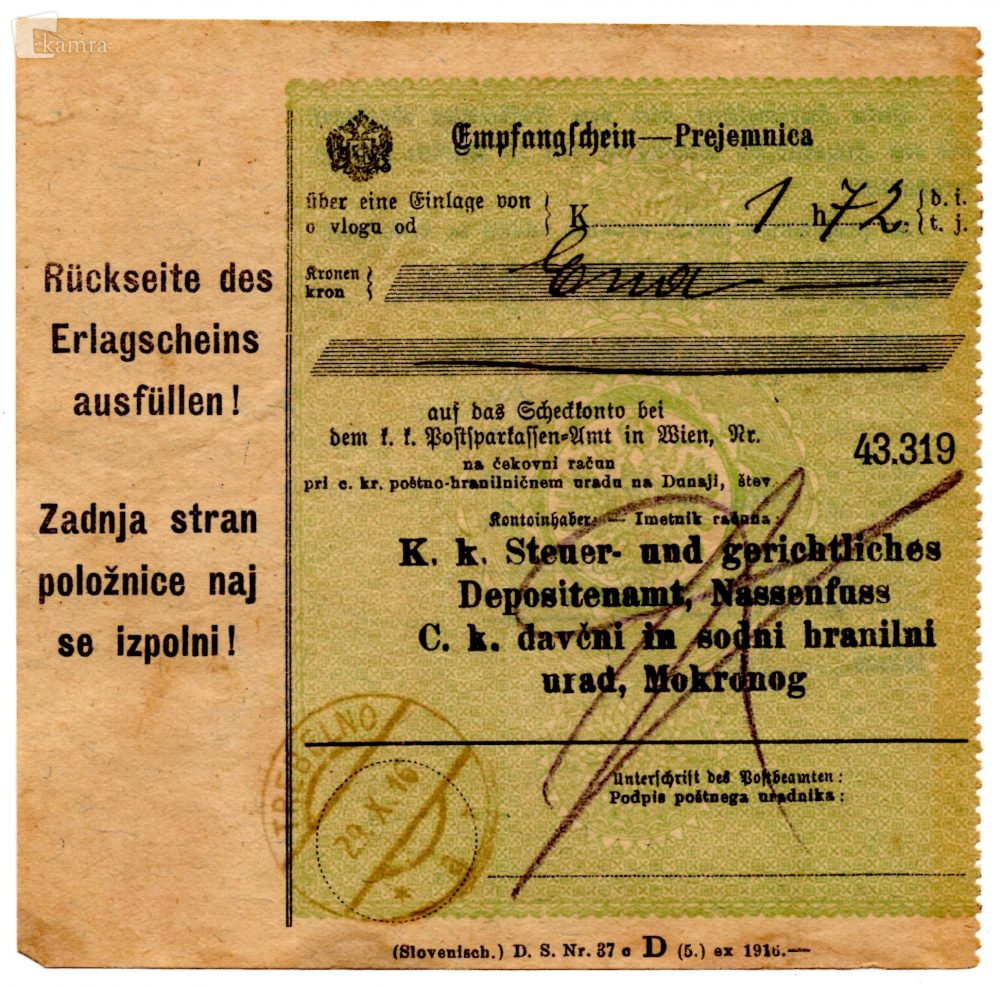 kamra
Rückseite des
Erlagscheins
ausfüllen!
Zadnja stran
položnice naj
se izpolni!
Empfangschein—Prejemnica
über eine Einlage von
o vlogu od
K 1 h 72 d. i.
t. j.
Kronen
kron
Ena
auf das Scheckkonto bei
dem k. k. Postsparkassen-Amt in Wien, Nr.
43.319
na čekovni račun
pri c. kr. poštno-hranilničnem uradu na Dunaji, štev.
Kontoinhaber: — Imetnik računa:
K. k. Steuer- und gerichtliches
Depositenamt, Nassenfuss
C. k. davčni in sodni hranilni
urad, Mokronog
TREBELNO
29. X. 16
* a
Unterschrift des Postbeamten:
Podpis poštnega uradnika:
(Slovenisch.) D. S. Nr. 37 o D (5.) ex 1916.—